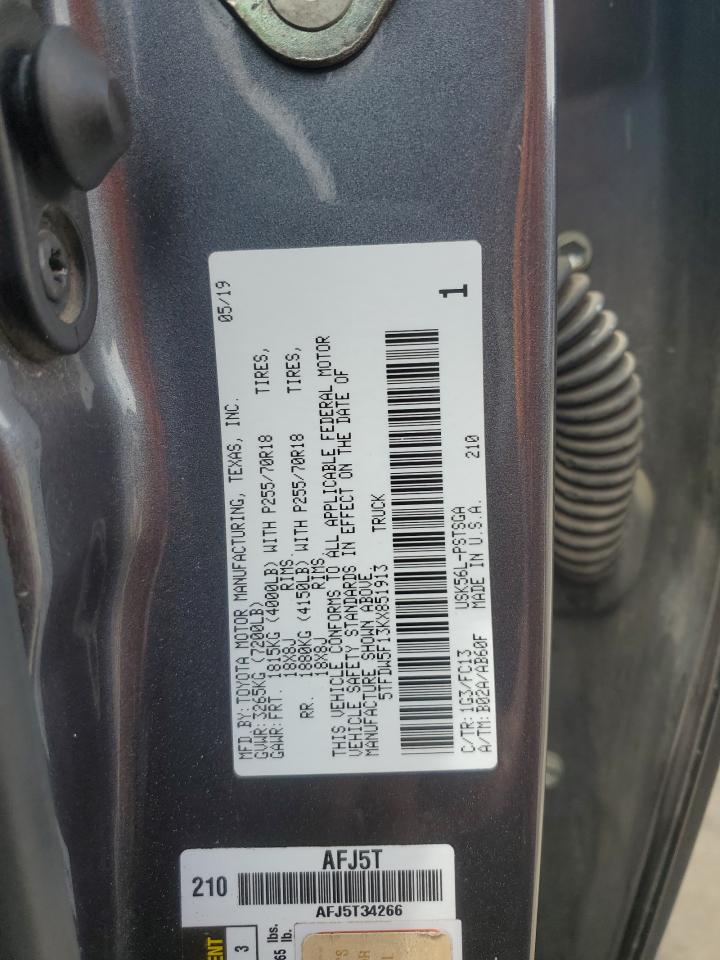 MFD.BY:TOYOTA MOTOR MANUFACTURING, TEXAS, INC. 05/19
GVWR:3265KG (7200LB)
GAWR:FRT. 1815KG (4000LB) WITH P255/70R18 TIRES,
18X8J RIMS,
RR. 1880KG (4150LB) WITH P255/70R18 TIRES,
18X8J RIMS
THIS VEHICLE CONFORMS TO ALL APPLICABLE FEDERAL MOTOR
VEHICLE SAFETY STANDARDS IN EFFECT ON THE DATE OF
MANUFACTURE SHOWN ABOVE.
5TFDW5F13KX851913 TRUCK
1
C/TR:1G3/FC13 USK56L-PSTSGA 210
A/TM:B02A/AB60F MADE IN U.S.A.
AFJ5T
210
AFJ5T34266
3
lbs.
65 lb.